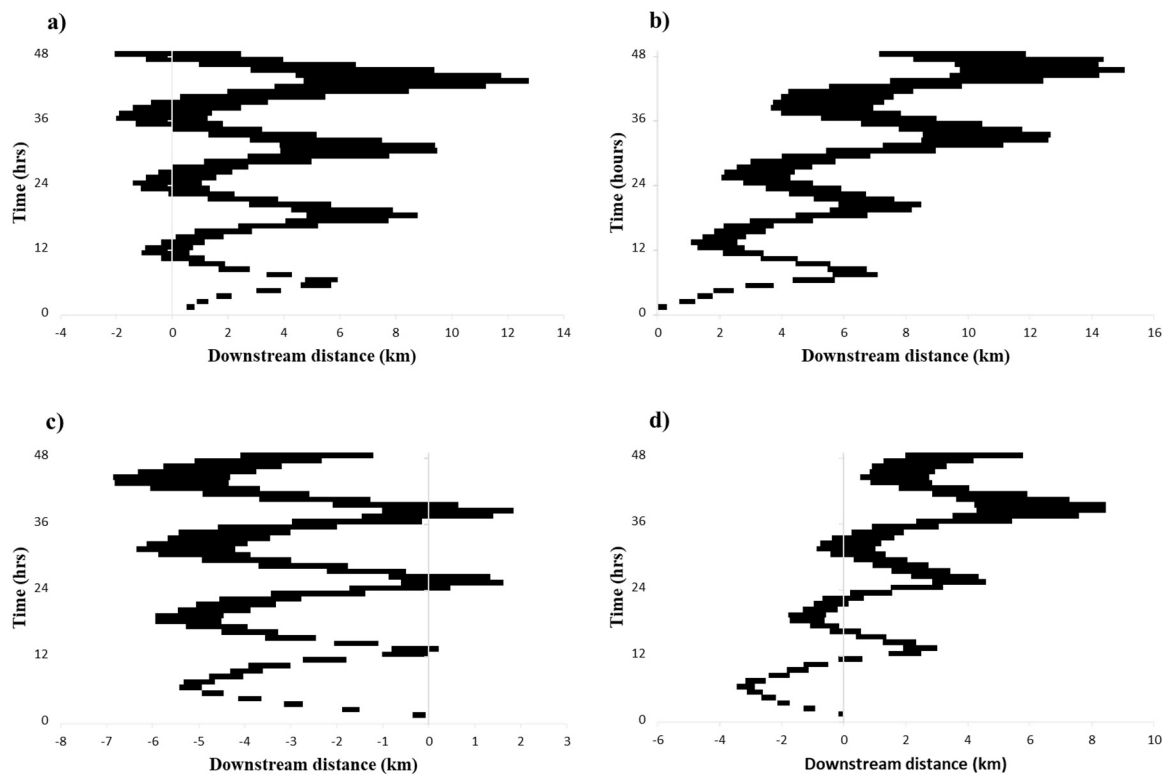 a)
48
36
24
12
0
Time (hrs)
-4 -2 0 2 4 6 8 10 12 14
Downstream distance (km)
b)
48
36
24
12
0
Time (hours)
0 2 4 6 8 10 12 14 16
Downstream distance (km)
c)
48
36
24
12
0
Time (hrs)
-8 -7 -6 -5 -4 -3 -2 -1 0 1 2 3
Downstream distance (km)
d)
48
36
24
12
0
Time (hrs)
-6 -4 -2 0 2 4 6 8 10
Downstream distance (km)